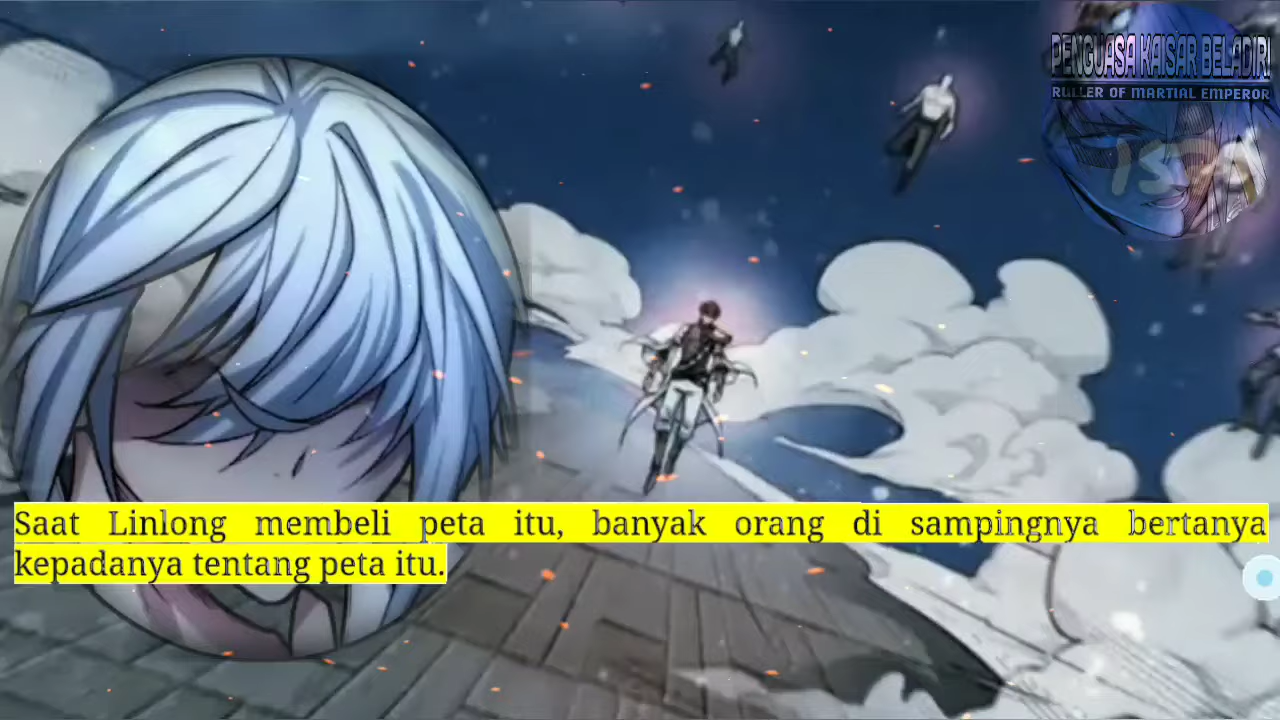 PENGUASA KAISAR BELADIRI
RULLER OF MARTIAL EMPEROR
Saat Linlong membeli peta itu, banyak orang di sampingnya bertanya
kepadanya tentang peta itu.